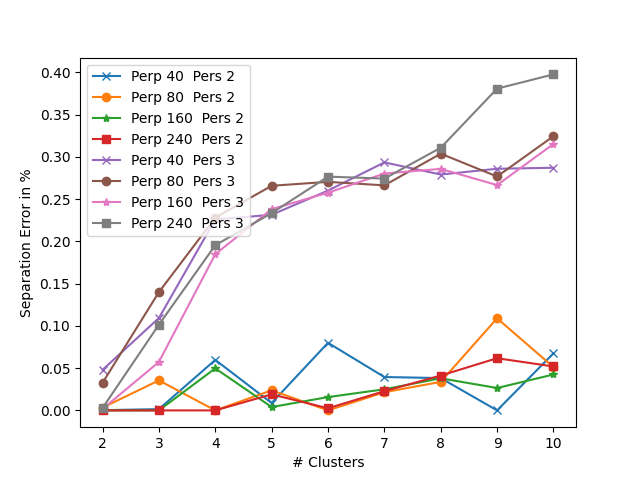 0.40
0.35
0.30
0.25
0.20
0.15
0.10
0.05
0.00
Separation Error in %
Perp 40  Pers 2
Perp 80  Pers 2
Perp 160  Pers 2
Perp 240  Pers 2
Perp 40  Pers 3
Perp 80  Pers 3
Perp 160  Pers 3
Perp 240  Pers 3
2 3 4 5 6 7 8 9 10
# Clusters